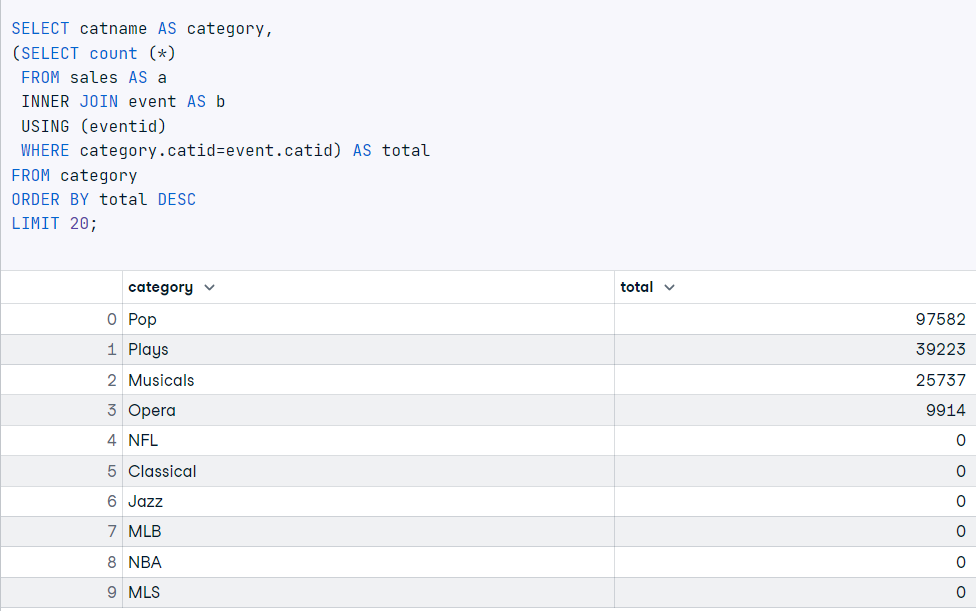 SELECT catname AS category,
(SELECT count (*)
FROM sales AS a
INNER JOIN event AS b
USING (eventid)
WHERE category.catid=event.catid) AS total
FROM category
ORDER BY total DESC
LIMIT 20;
category total
0 Pop 97582
1 Plays 39223
2 Musicals 25737
3 Opera 9914
4 NFL 0
5 Classical 0
6 Jazz 0
7 MLB 0
8 NBA 0
9 MLS 0